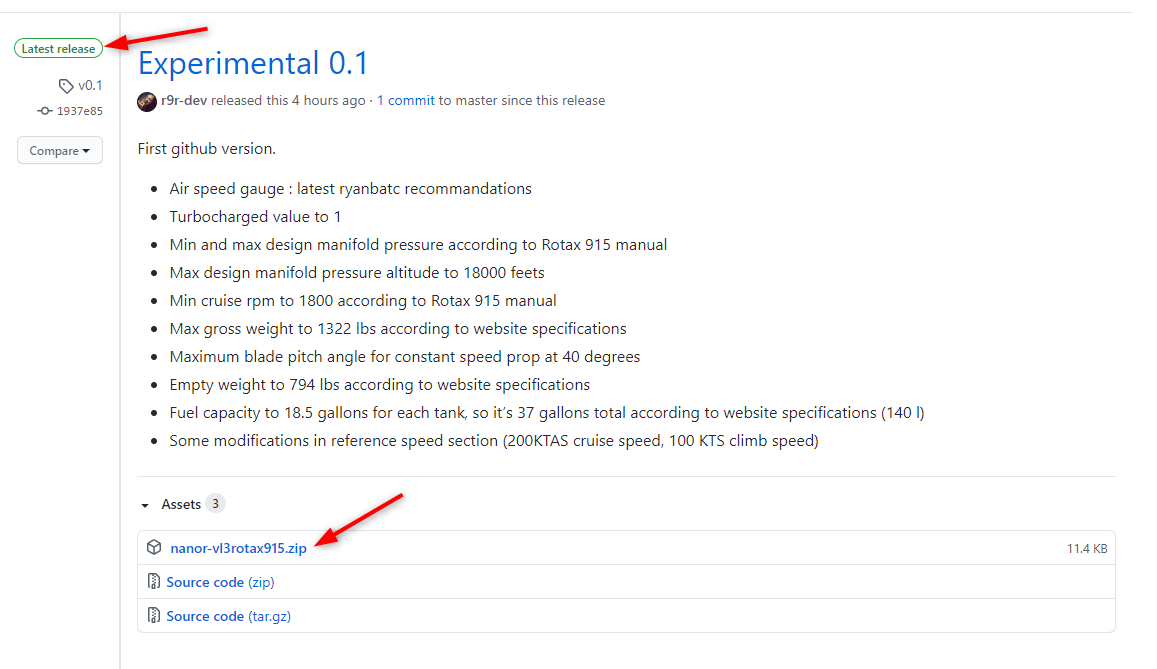 Latest release
v0.1
1937e85
Compare
Experimental 0.1
r9r-dev released this 4 hours ago · 1 commit to master since this release
First github version.
• Air speed gauge : latest ryanbatc recommandations
• Turbocharged value to 1
• Min and max design manifold pressure according to Rotax 915 manual
• Max design manifold pressure altitude to 18000 feets
• Min cruise rpm to 1800 according to Rotax 915 manual
• Max gross weight to 1322 lbs according to website specifications
• Maximum blade pitch angle for constant speed prop at 40 degrees
• Empty weight to 794 lbs according to website specifications
• Fuel capacity to 18.5 gallons for each tank, so it's 37 gallons total according to website specifications (140 l)
• Some modifications in reference speed section (200KTAS cruise speed, 100 KTS climb speed)
Assets 3
nanor-vl3rotax915.zip 11.4 KB
Source code (zip)
Source code (tar.gz)